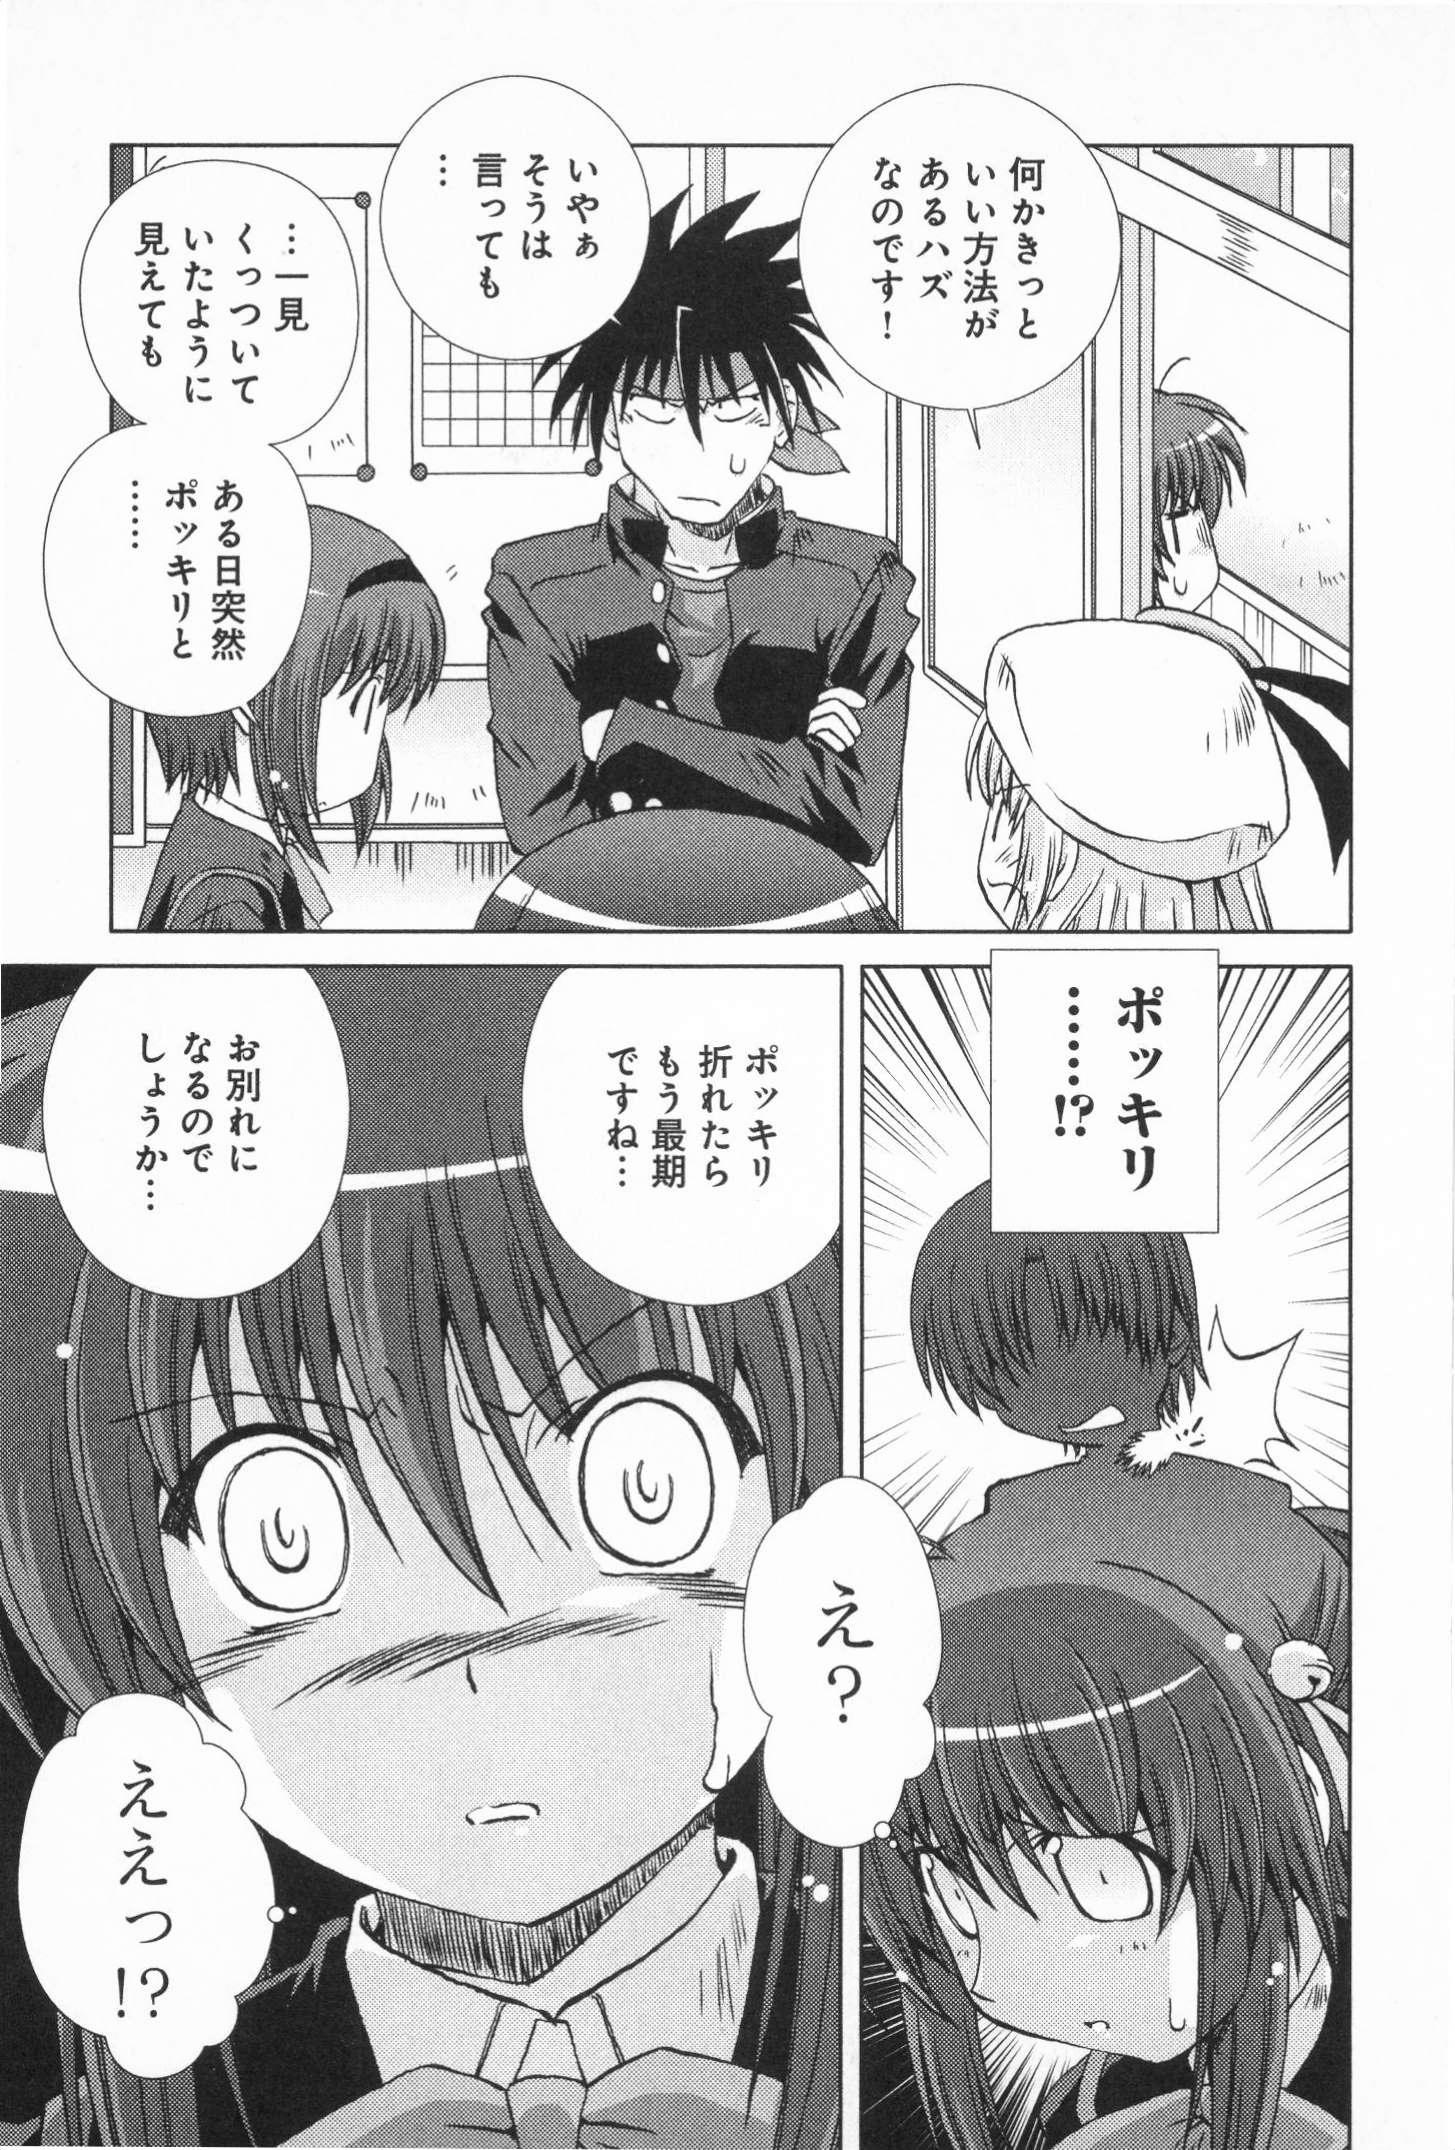 何かきっと
いい方法が
あるハズ
なのです!
いやぁ
そうは
言っても
…
…一見
くっついて
いたように
見えても
ある日突然
ポッキリと
……
ポッキリ
……!?
ポッキリ
折れたら
もう最期
ですね…
お別れに
なるので
しょうか…
え?
ええっ!?